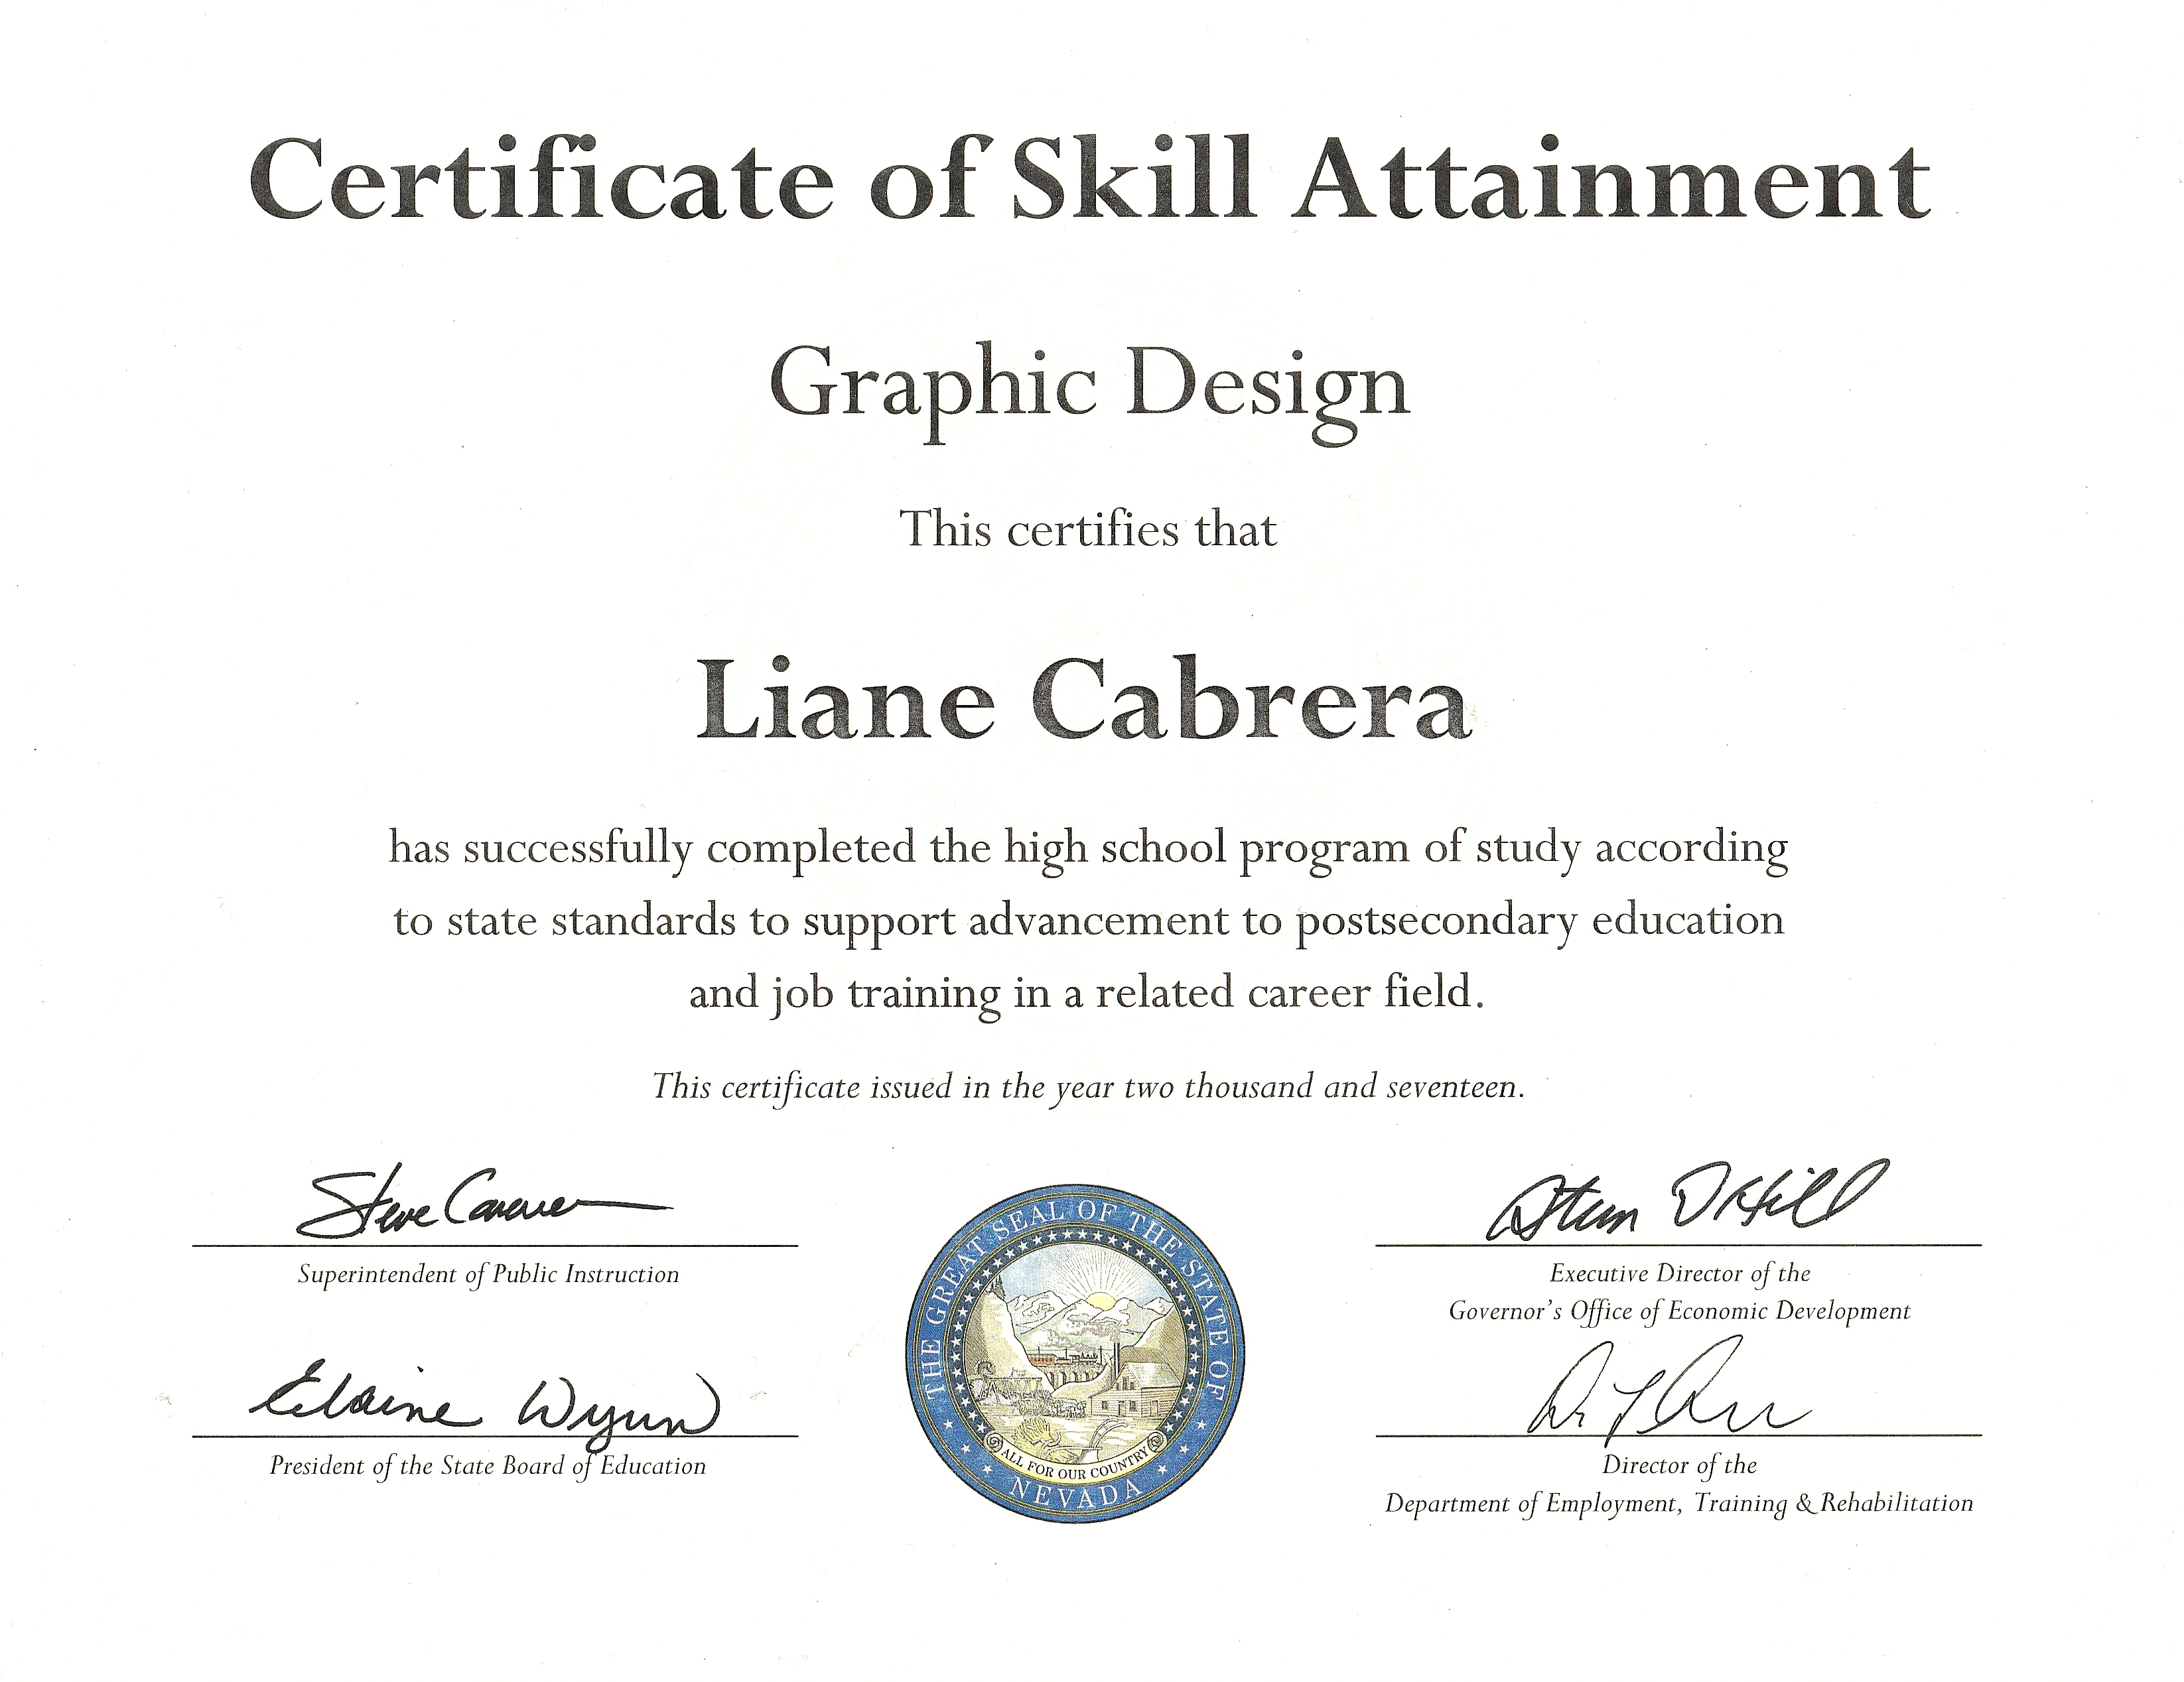 Certificate of Skill Attainment
Graphic Design
This certifies that
Liane Cabrera
has successfully completed the high school program of study according
to state standards to support advancement to postsecondary education
and job training in a related career field.
This certificate issued in the year two thousand and seventeen.
Steve Canavero
Superintendent of Public Instruction
Elaine Wynn
President of the State Board of Education
THE GREAT SEAL OF THE STATE OF
ALL FOR OUR COUNTRY
NEVADA
Hill
Executive Director of the
Governor's Office of Economic Development
Director of the
Department of Employment, Training & Rehabilitation